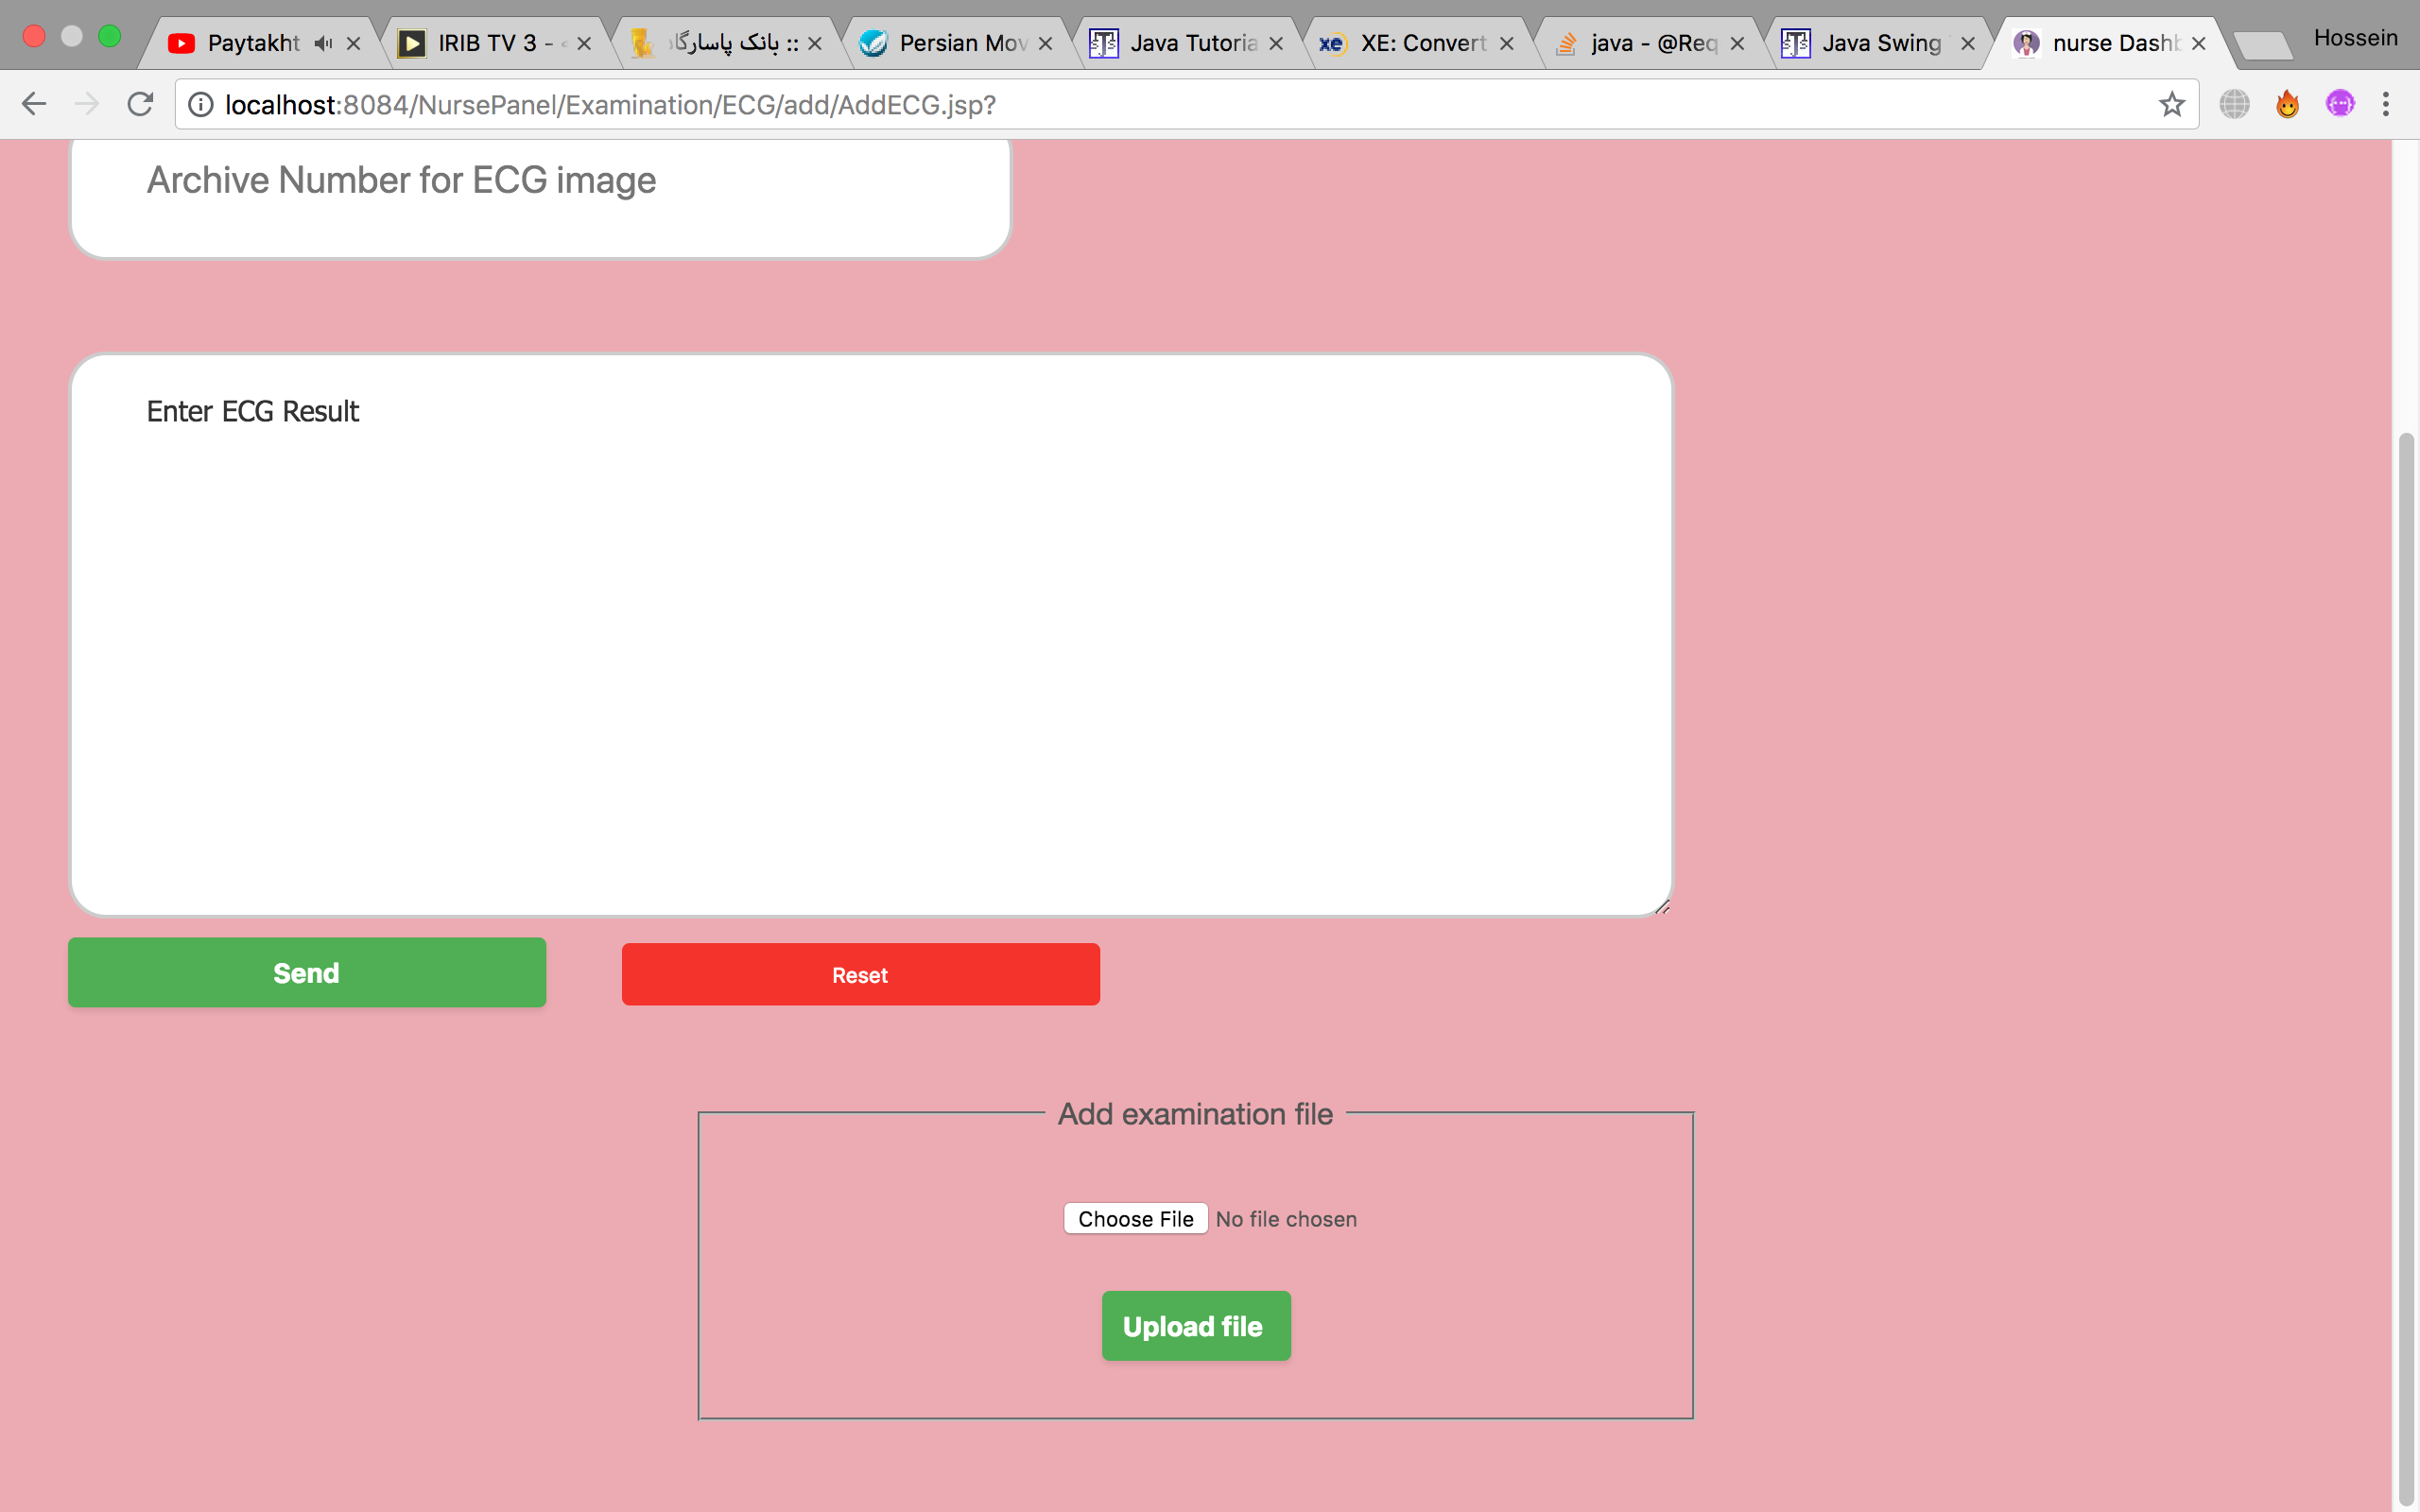 Paytakht
IRIB TV 3 -
بانک پاسارگاد ::
Persian Mov
Java Tutoria
XE: Convert
java - @Req
Java Swing
nurse Dashb
Hossein
localhost:8084/NursePanel/Examination/ECG/add/AddECG.jsp?
Archive Number for ECG image
Enter ECG Result
Send
Reset
Add examination file
Choose File No file chosen
Upload file